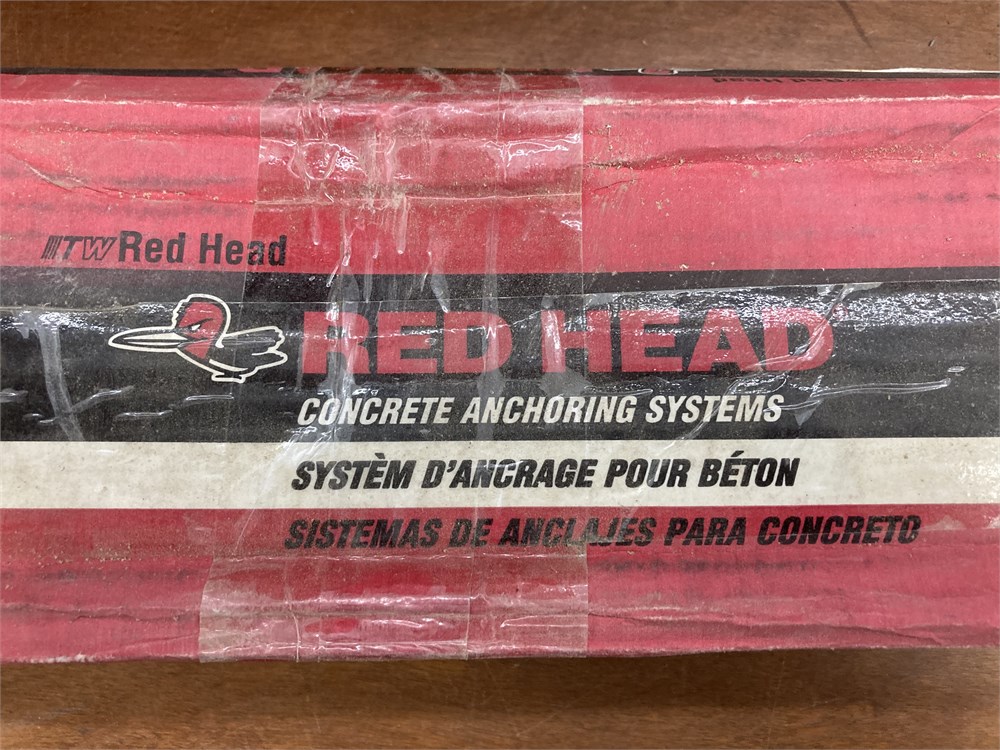 ITW Red Head
RED HEAD
CONCRETE ANCHORING SYSTEMS
SYSTÈM D'ANCRAGE POUR BÉTON
SISTEMAS DE ANCLAJES PARA CONCRETO